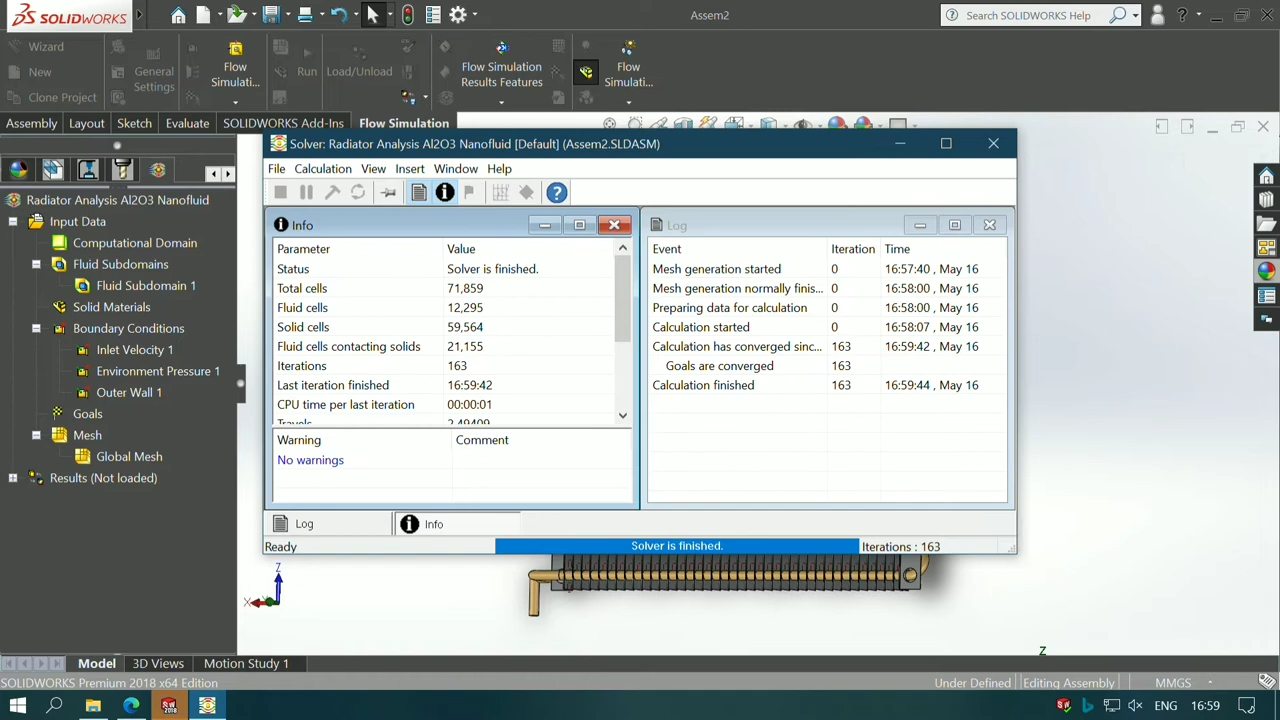 SOLIDWORKS
Assem2
Search SOLIDWORKS Help
?
Wizard
New
Clone Project
General Settings
Flow Simulati...
Run
Load/Unload
Flow Simulation Results Features
Flow Simulati...
Assembly
Layout
Sketch
Evaluate
SOLIDWORKS Add-Ins
Flow Simulation
Radiator Analysis Al2O3 Nanofluid
Input Data
Computational Domain
Fluid Subdomains
Fluid Subdomain 1
Solid Materials
Boundary Conditions
Inlet Velocity 1
Environment Pressure 1
Outer Wall 1
Goals
Mesh
Global Mesh
Results (Not loaded)
Solver: Radiator Analysis Al2O3 Nanofluid [Default] (Assem2.SLDASM)
File Calculation View Insert Window Help
Info
Parameter Value
Status Solver is finished.
Total cells 71,859
Fluid cells 12,295
Solid cells 59,564
Fluid cells contacting solids 21,155
Iterations 163
Last iteration finished 16:59:42
CPU time per last iteration 00:00:01
Travels 2.49409
Warning Comment
No warnings
Log
Event Iteration Time
Mesh generation started 0 16:57:40 , May 16
Mesh generation normally finis... 0 16:58:00 , May 16
Preparing data for calculation 0 16:58:00 , May 16
Calculation started 0 16:58:07 , May 16
Calculation has converged sinc... 163 16:59:42 , May 16
Goals are converged 163
Calculation finished 163 16:59:44 , May 16
Log
Info
Ready
Solver is finished.
Iterations : 163
Z
X
Z
Model
3D Views
Motion Study 1
SOLIDWORKS Premium 2018 x64 Edition
Under Defined
Editing Assembly
MMGS
ENG
16:59